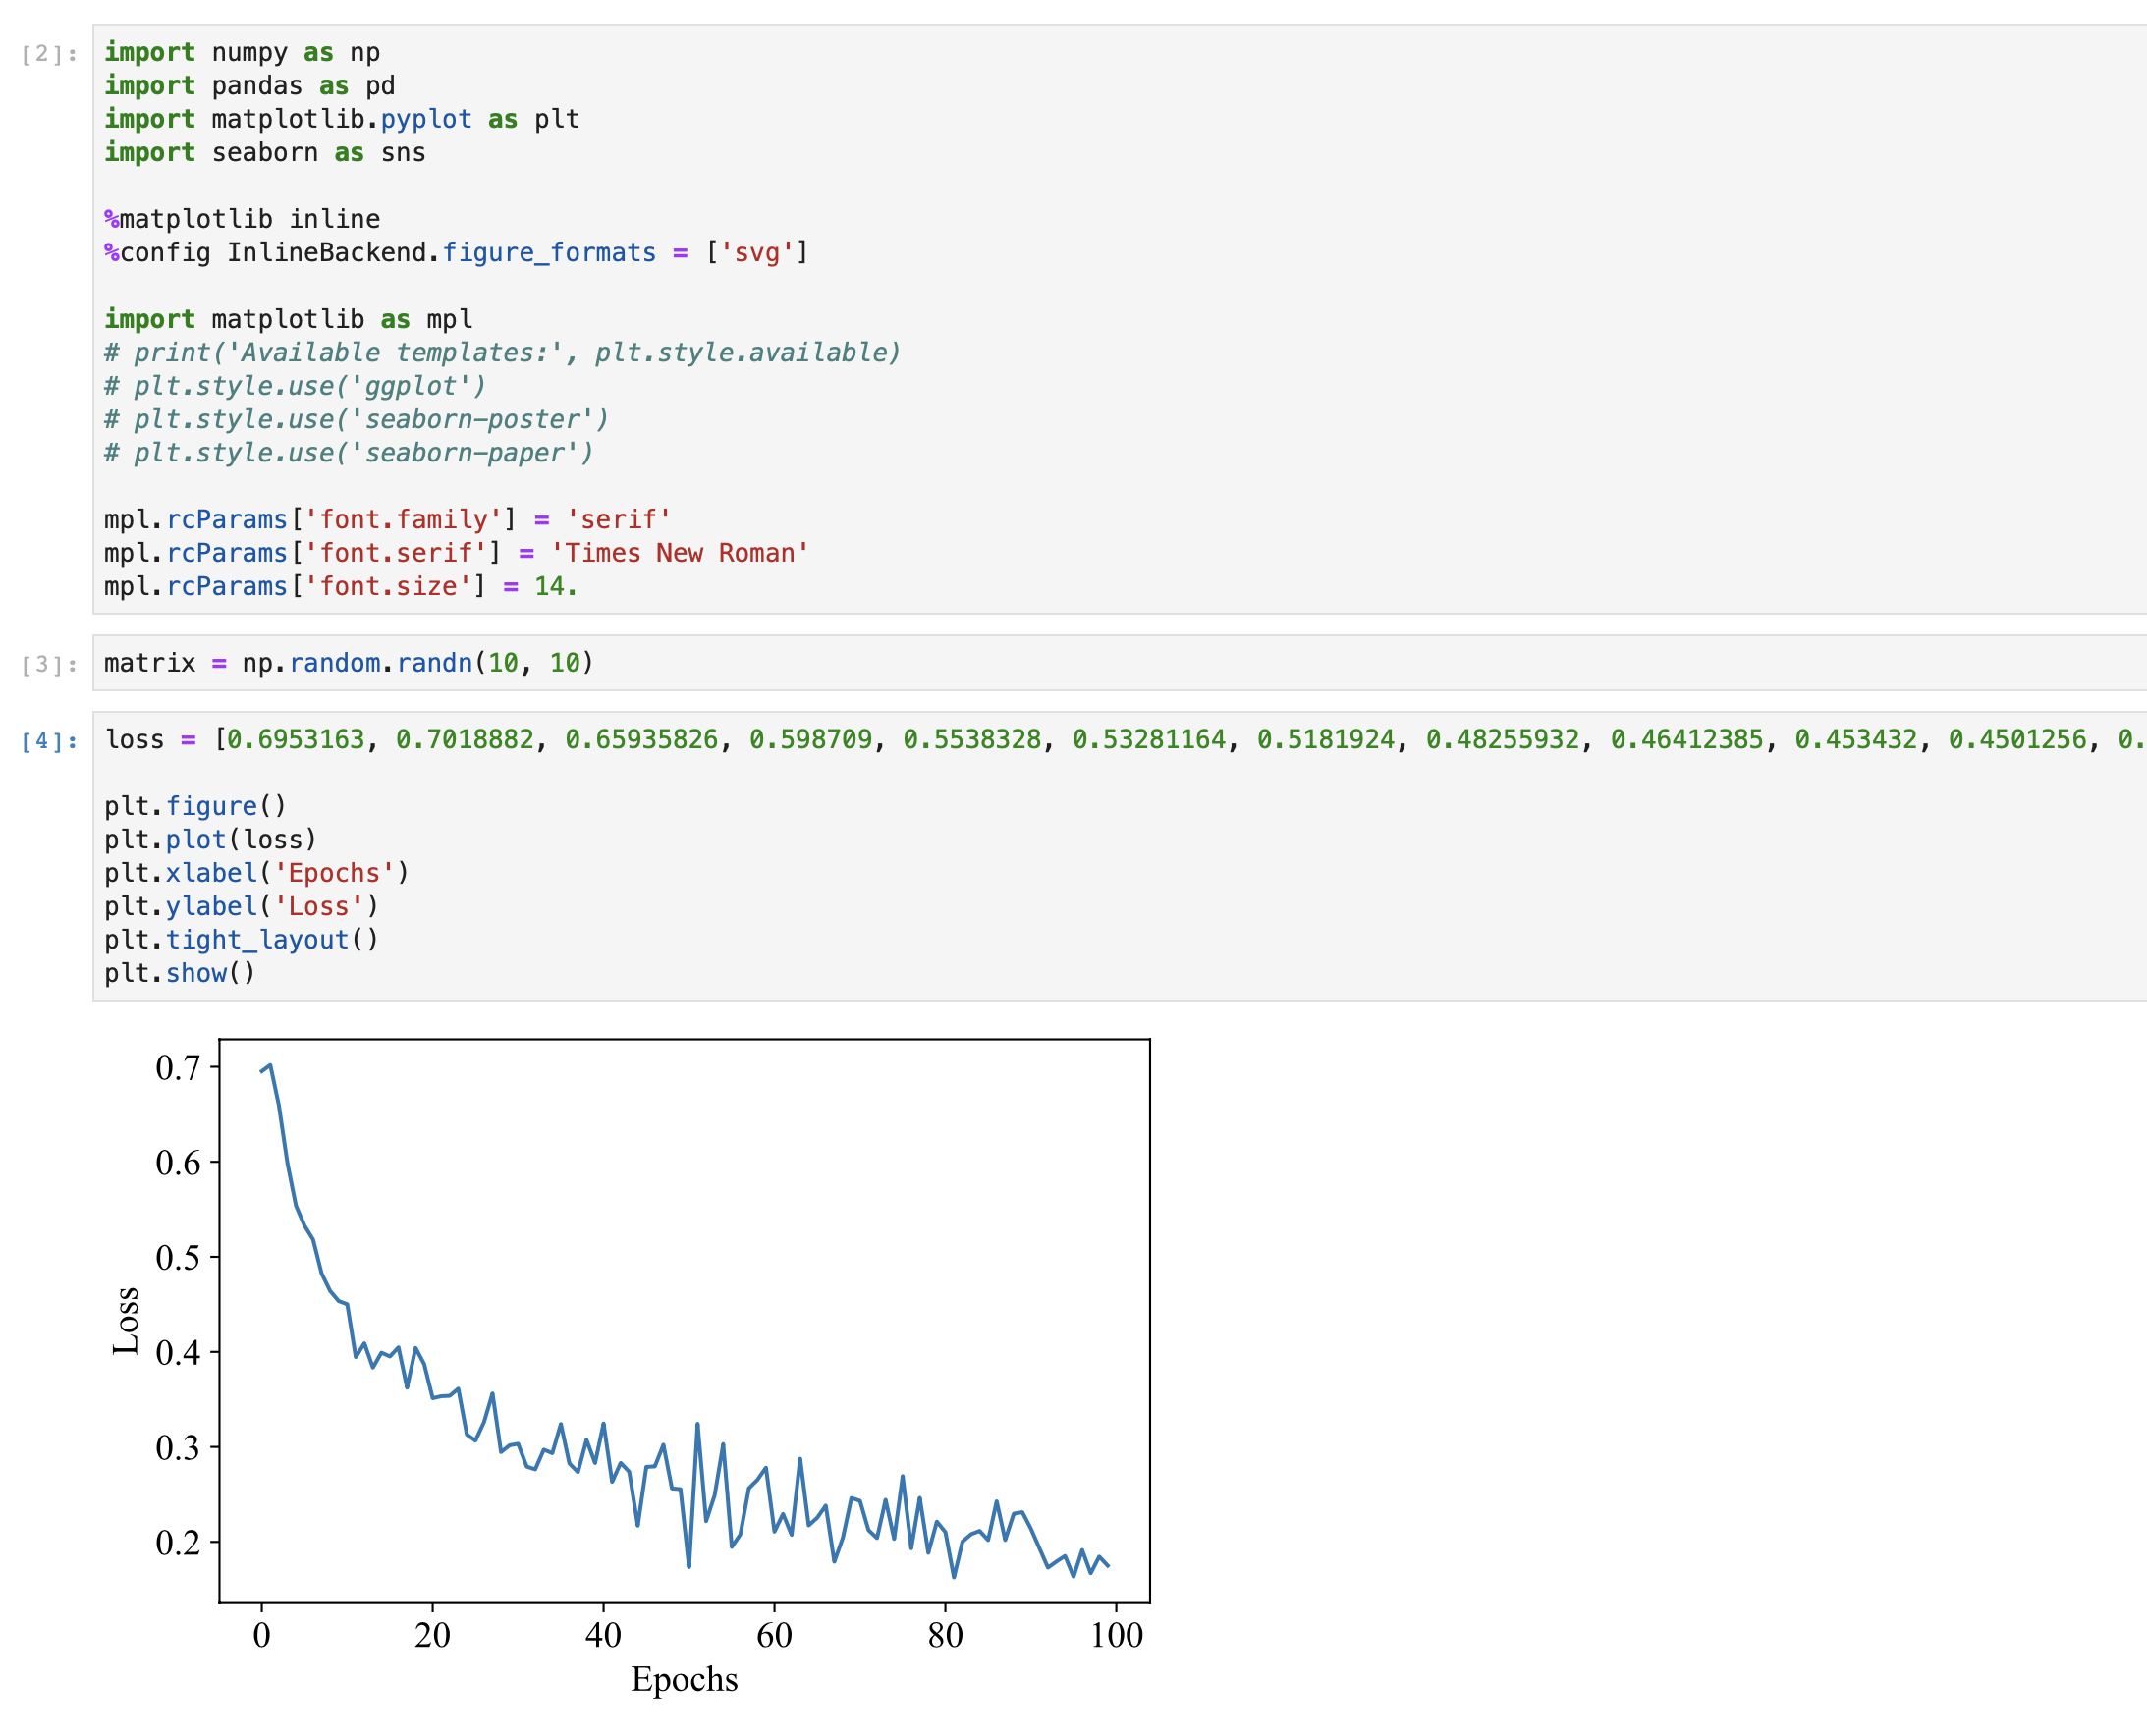 [2]: import numpy as np
import pandas as pd
import matplotlib.pyplot as plt
import seaborn as sns
%matplotlib inline
%config InlineBackend.figure_formats = ['svg']
import matplotlib as mpl
# print('Available templates:', plt.style.available)
# plt.style.use('ggplot')
# plt.style.use('seaborn-poster')
# plt.style.use('seaborn-paper')
mpl.rcParams['font.family'] = 'serif'
mpl.rcParams['font.serif'] = 'Times New Roman'
mpl.rcParams['font.size'] = 14.
[3]: matrix = np.random.randn(10, 10)
[4]: loss = [0.6953163, 0.7018882, 0.65935826, 0.598709, 0.5538328, 0.53281164, 0.5181924, 0.48255932, 0.46412385, 0.453432, 0.4501256, 0.
plt.figure()
plt.plot(loss)
plt.xlabel('Epochs')
plt.ylabel('Loss')
plt.tight_layout()
plt.show()
0.7
0.6
0.5
0.4
0.3
0.2
Loss
0 20 40 60 80 100
Epochs